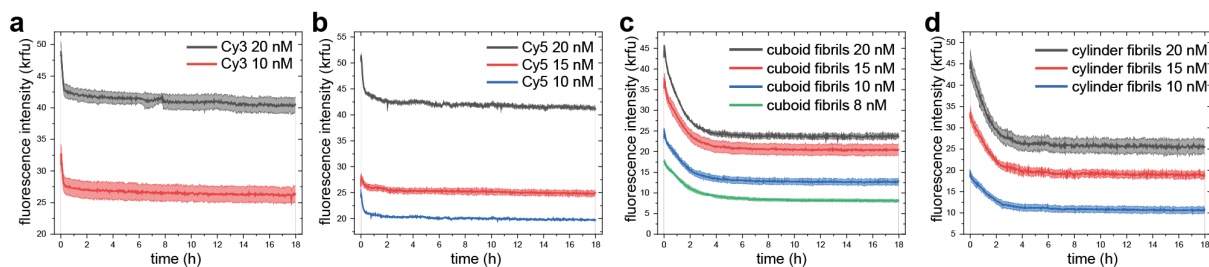 a
fluorescence intensity (krfu)
50
45
40
35
30
25
20
Cy3 20 nM
Cy3 10 nM
0 2 4 6 8 10 12 14 16 18
time (h)
b
fluorescence intensity (krfu)
55
50
45
40
35
30
25
20
Cy5 20 nM
Cy5 15 nM
Cy5 10 nM
0 2 4 6 8 10 12 14 16 18
time (h)
c
fluorescence intensity (krfu)
45
40
35
30
25
20
15
10
5
0
cuboid fibrils 20 nM
cuboid fibrils 15 nM
cuboid fibrils 10 nM
cuboid fibrils 8 nM
0 2 4 6 8 10 12 14 16 18
time (h)
d
fluorescence intensity (krfu)
50
45
40
35
30
25
20
15
10
5
cylinder fibrils 20 nM
cylinder fibrils 15 nM
cylinder fibrils 10 nM
0 2 4 6 8 10 12 14 16 18
time (h)